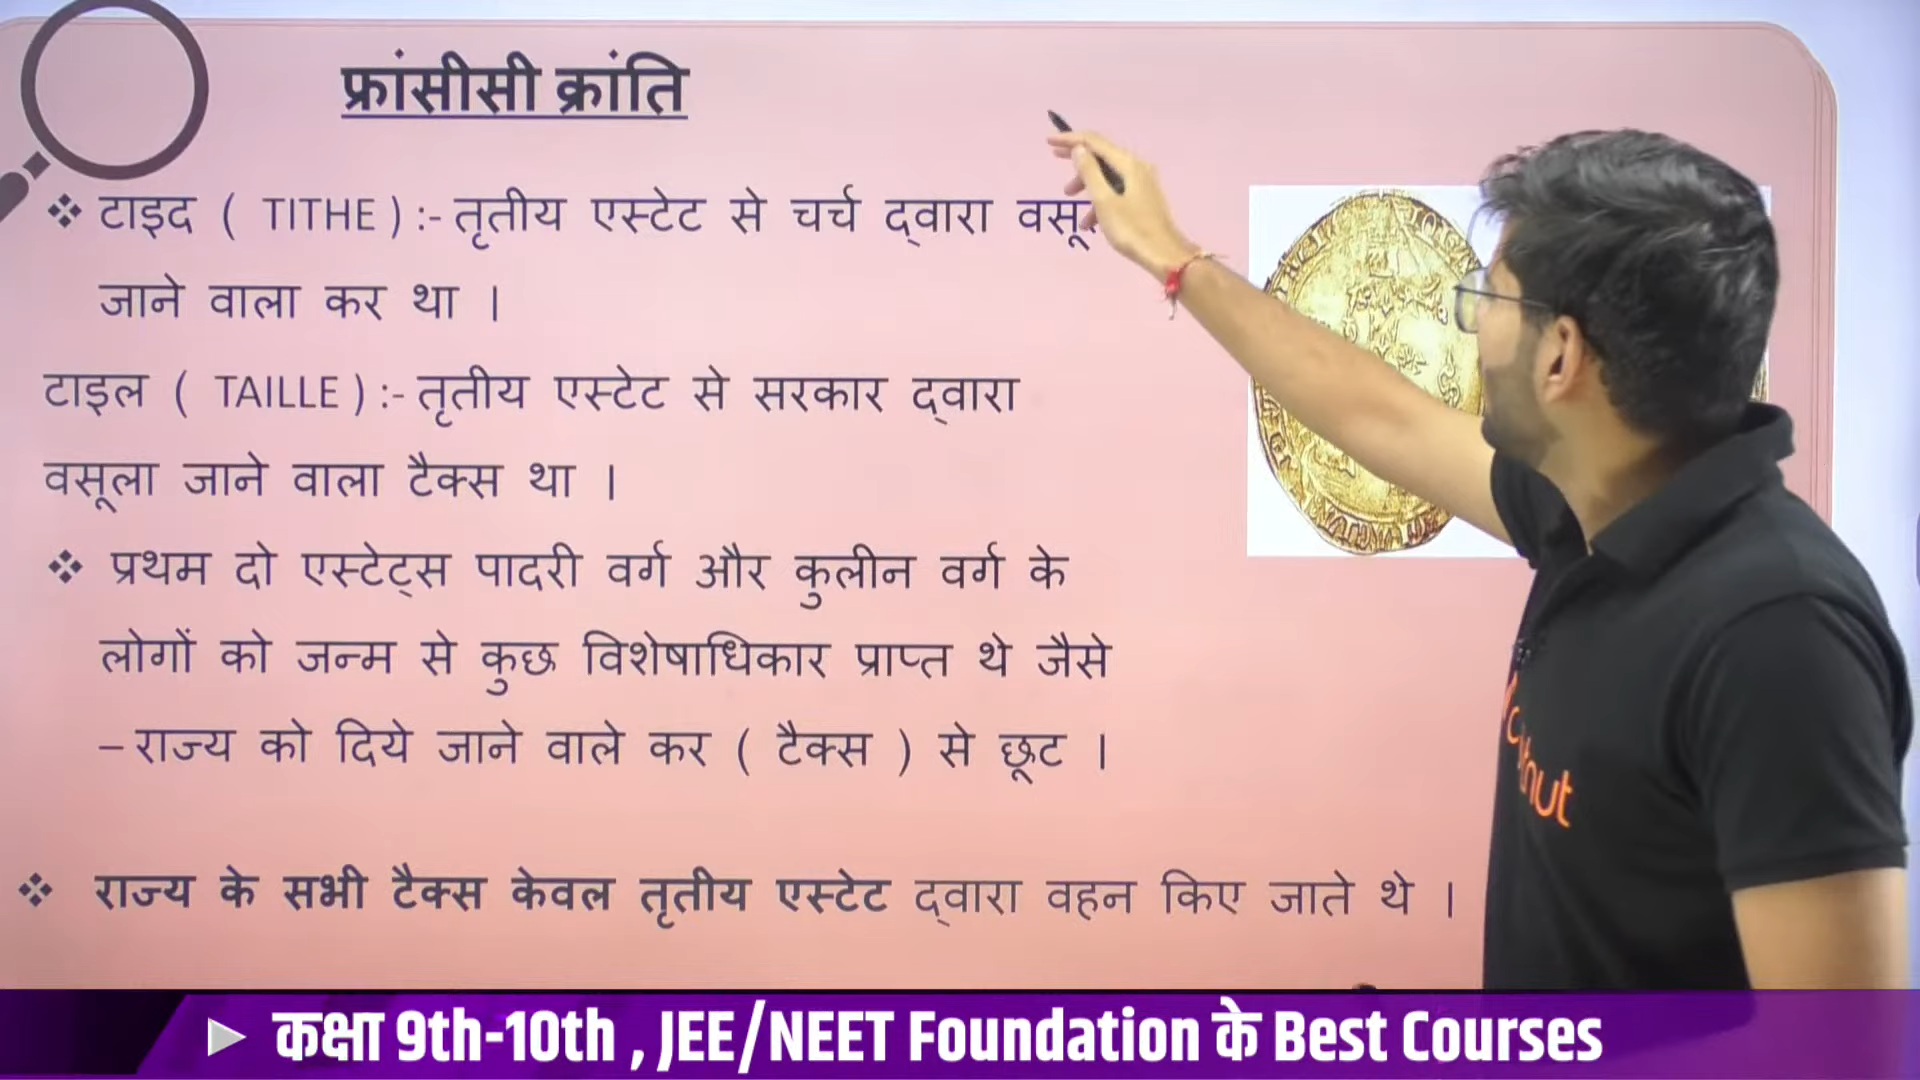 फ्रांसीसी क्रांति
❖ टाइद ( TITHE ) :- तृतीय एस्टेट से चर्च द्वारा
जाने वाला कर था ।
टाइल ( TAILLE ) :- तृतीय एस्टेट से सरकार द्वारा
वसूला जाने वाला टैक्स था ।
❖ प्रथम दो एस्टेट्स पादरी वर्ग और कुलीन वर्ग के
लोगों को जन्म से कुछ विशेषाधिकार प्राप्त थे जैसे
– राज्य को दिये जाने वाले कर ( टैक्स ) से छूट ।
❖ राज्य के सभी टैक्स केवल तृतीय एस्टेट द्वारा वहन किए जाते थे ।
कक्षा 9th-10th , JEE/NEET Foundation के Best Courses